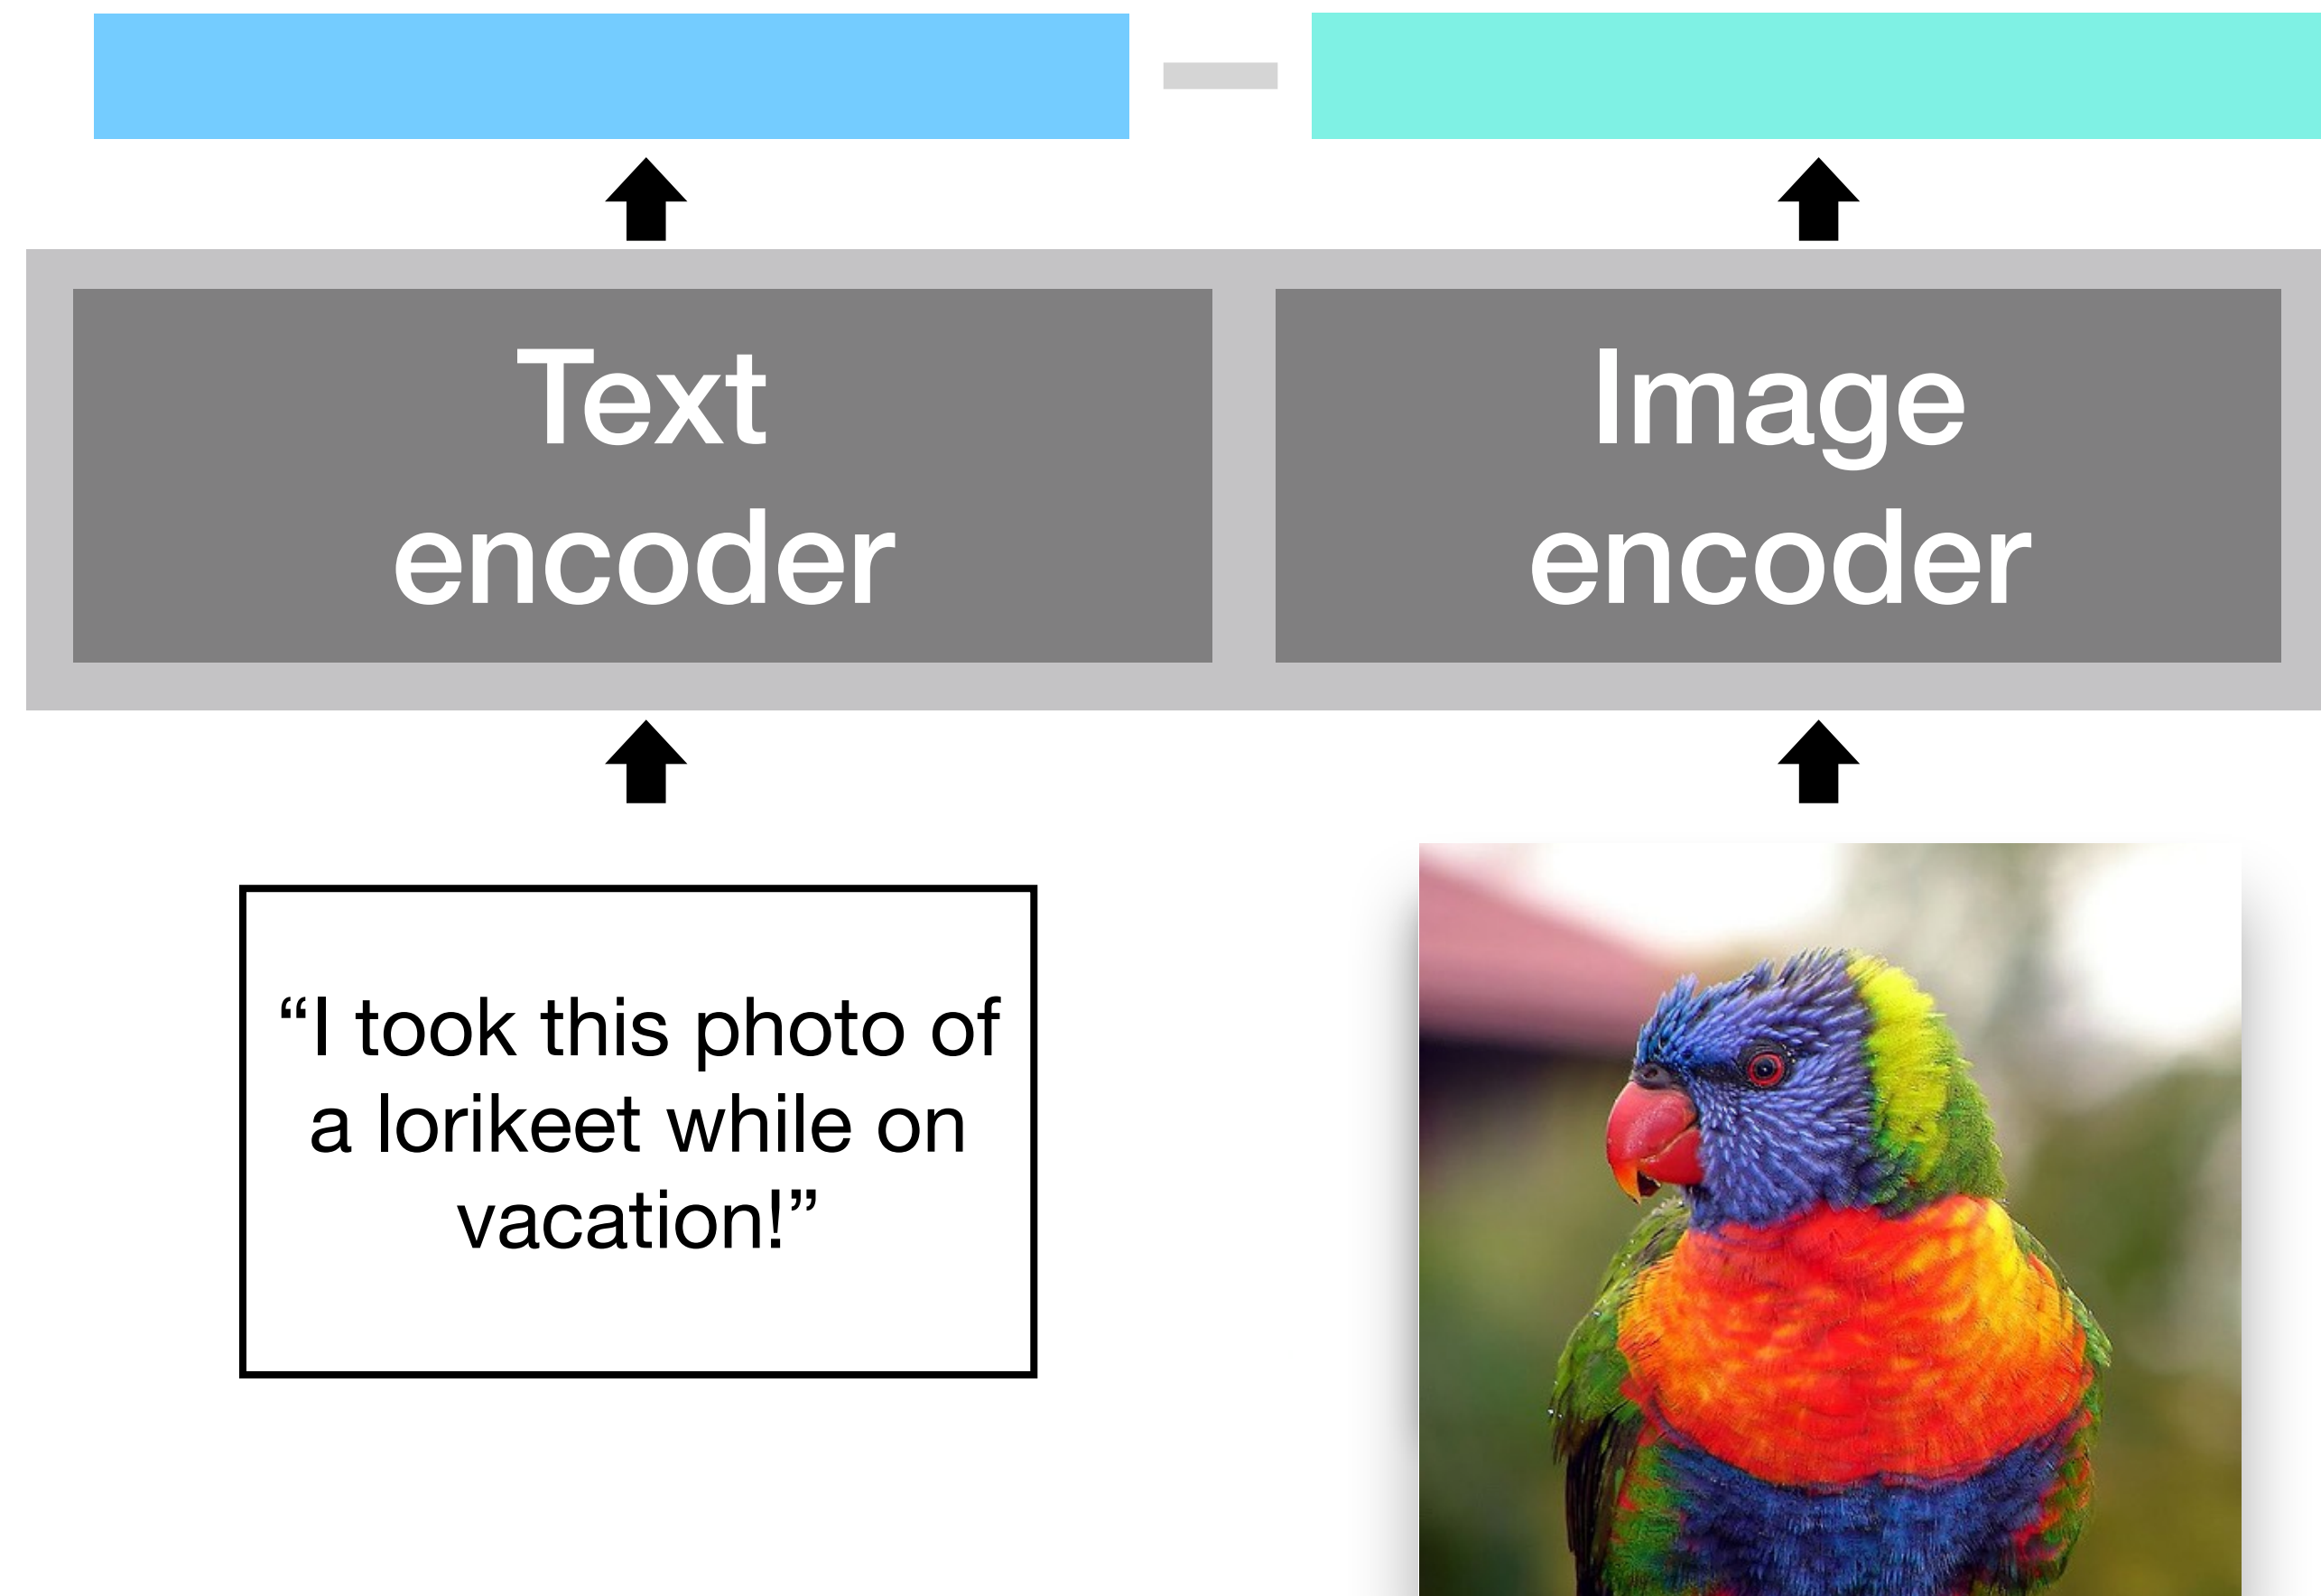 Text
encoder
Image
encoder
“I took this photo of
a lorikeet while on
vacation!”